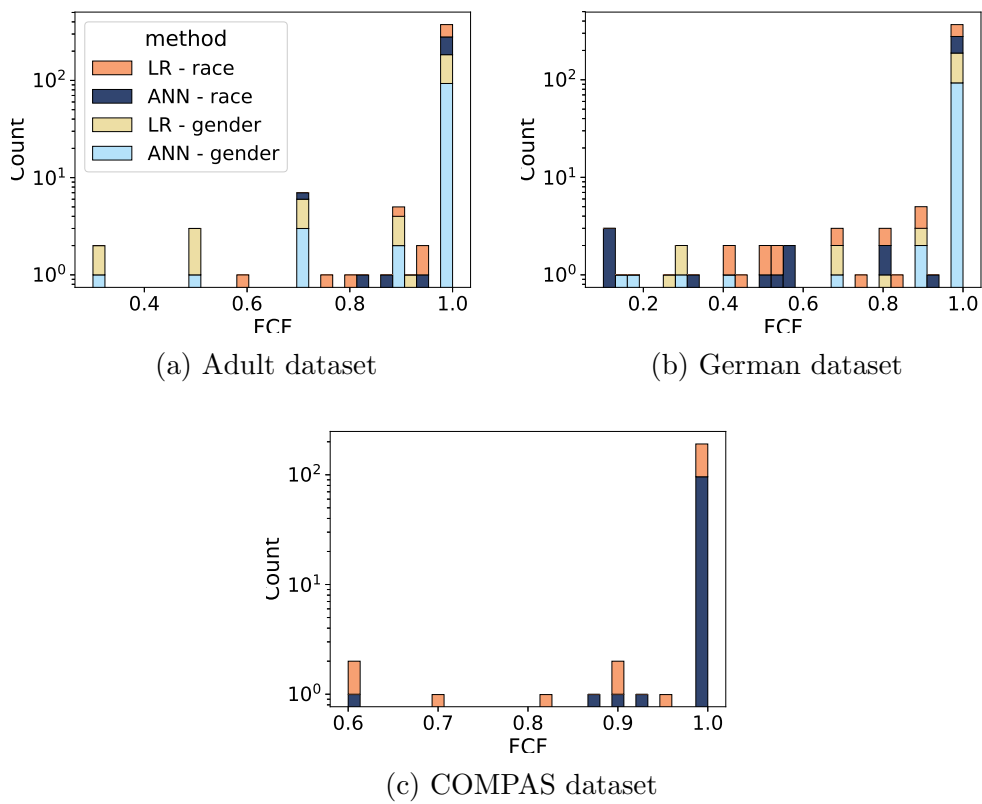 method
LR - race
ANN - race
LR - gender
ANN - gender
Count
10²
10¹
10⁰
0.4 0.6 0.8 1.0
FCF
(a) Adult dataset
Count
10²
10¹
10⁰
0.2 0.4 0.6 0.8 1.0
FCF
(b) German dataset
Count
10²
10¹
10⁰
0.6 0.7 0.8 0.9 1.0
FCF
(c) COMPAS dataset